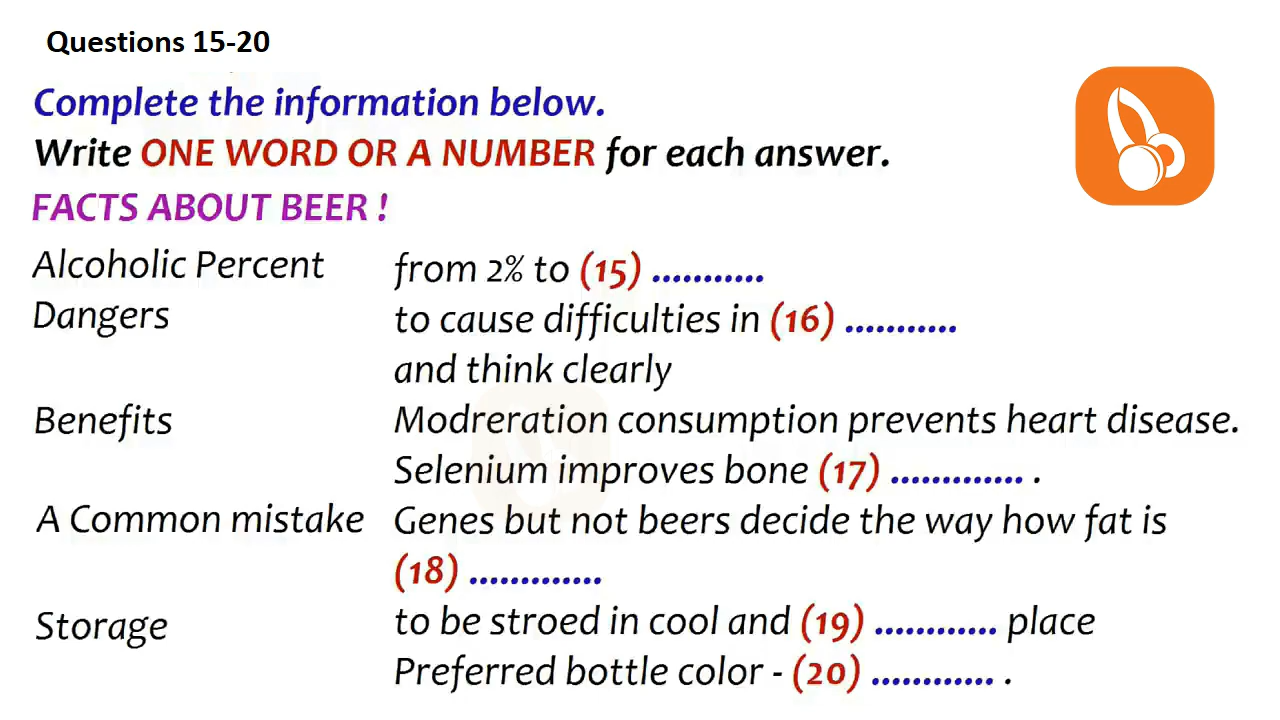 Questions 15-20
Complete the information below.
Write ONE WORD OR A NUMBER for each answer.
FACTS ABOUT BEER !
Alcoholic Percent from 2% to (15) ...........
Dangers to cause difficulties in (16) ...........
and think clearly
Benefits Modreration consumption prevents heart disease.
Selenium improves bone (17) ............. .
A Common mistake Genes but not beers decide the way how fat is
(18) .............
Storage to be stroed in cool and (19) ............ place
Preferred bottle color - (20) ............ .